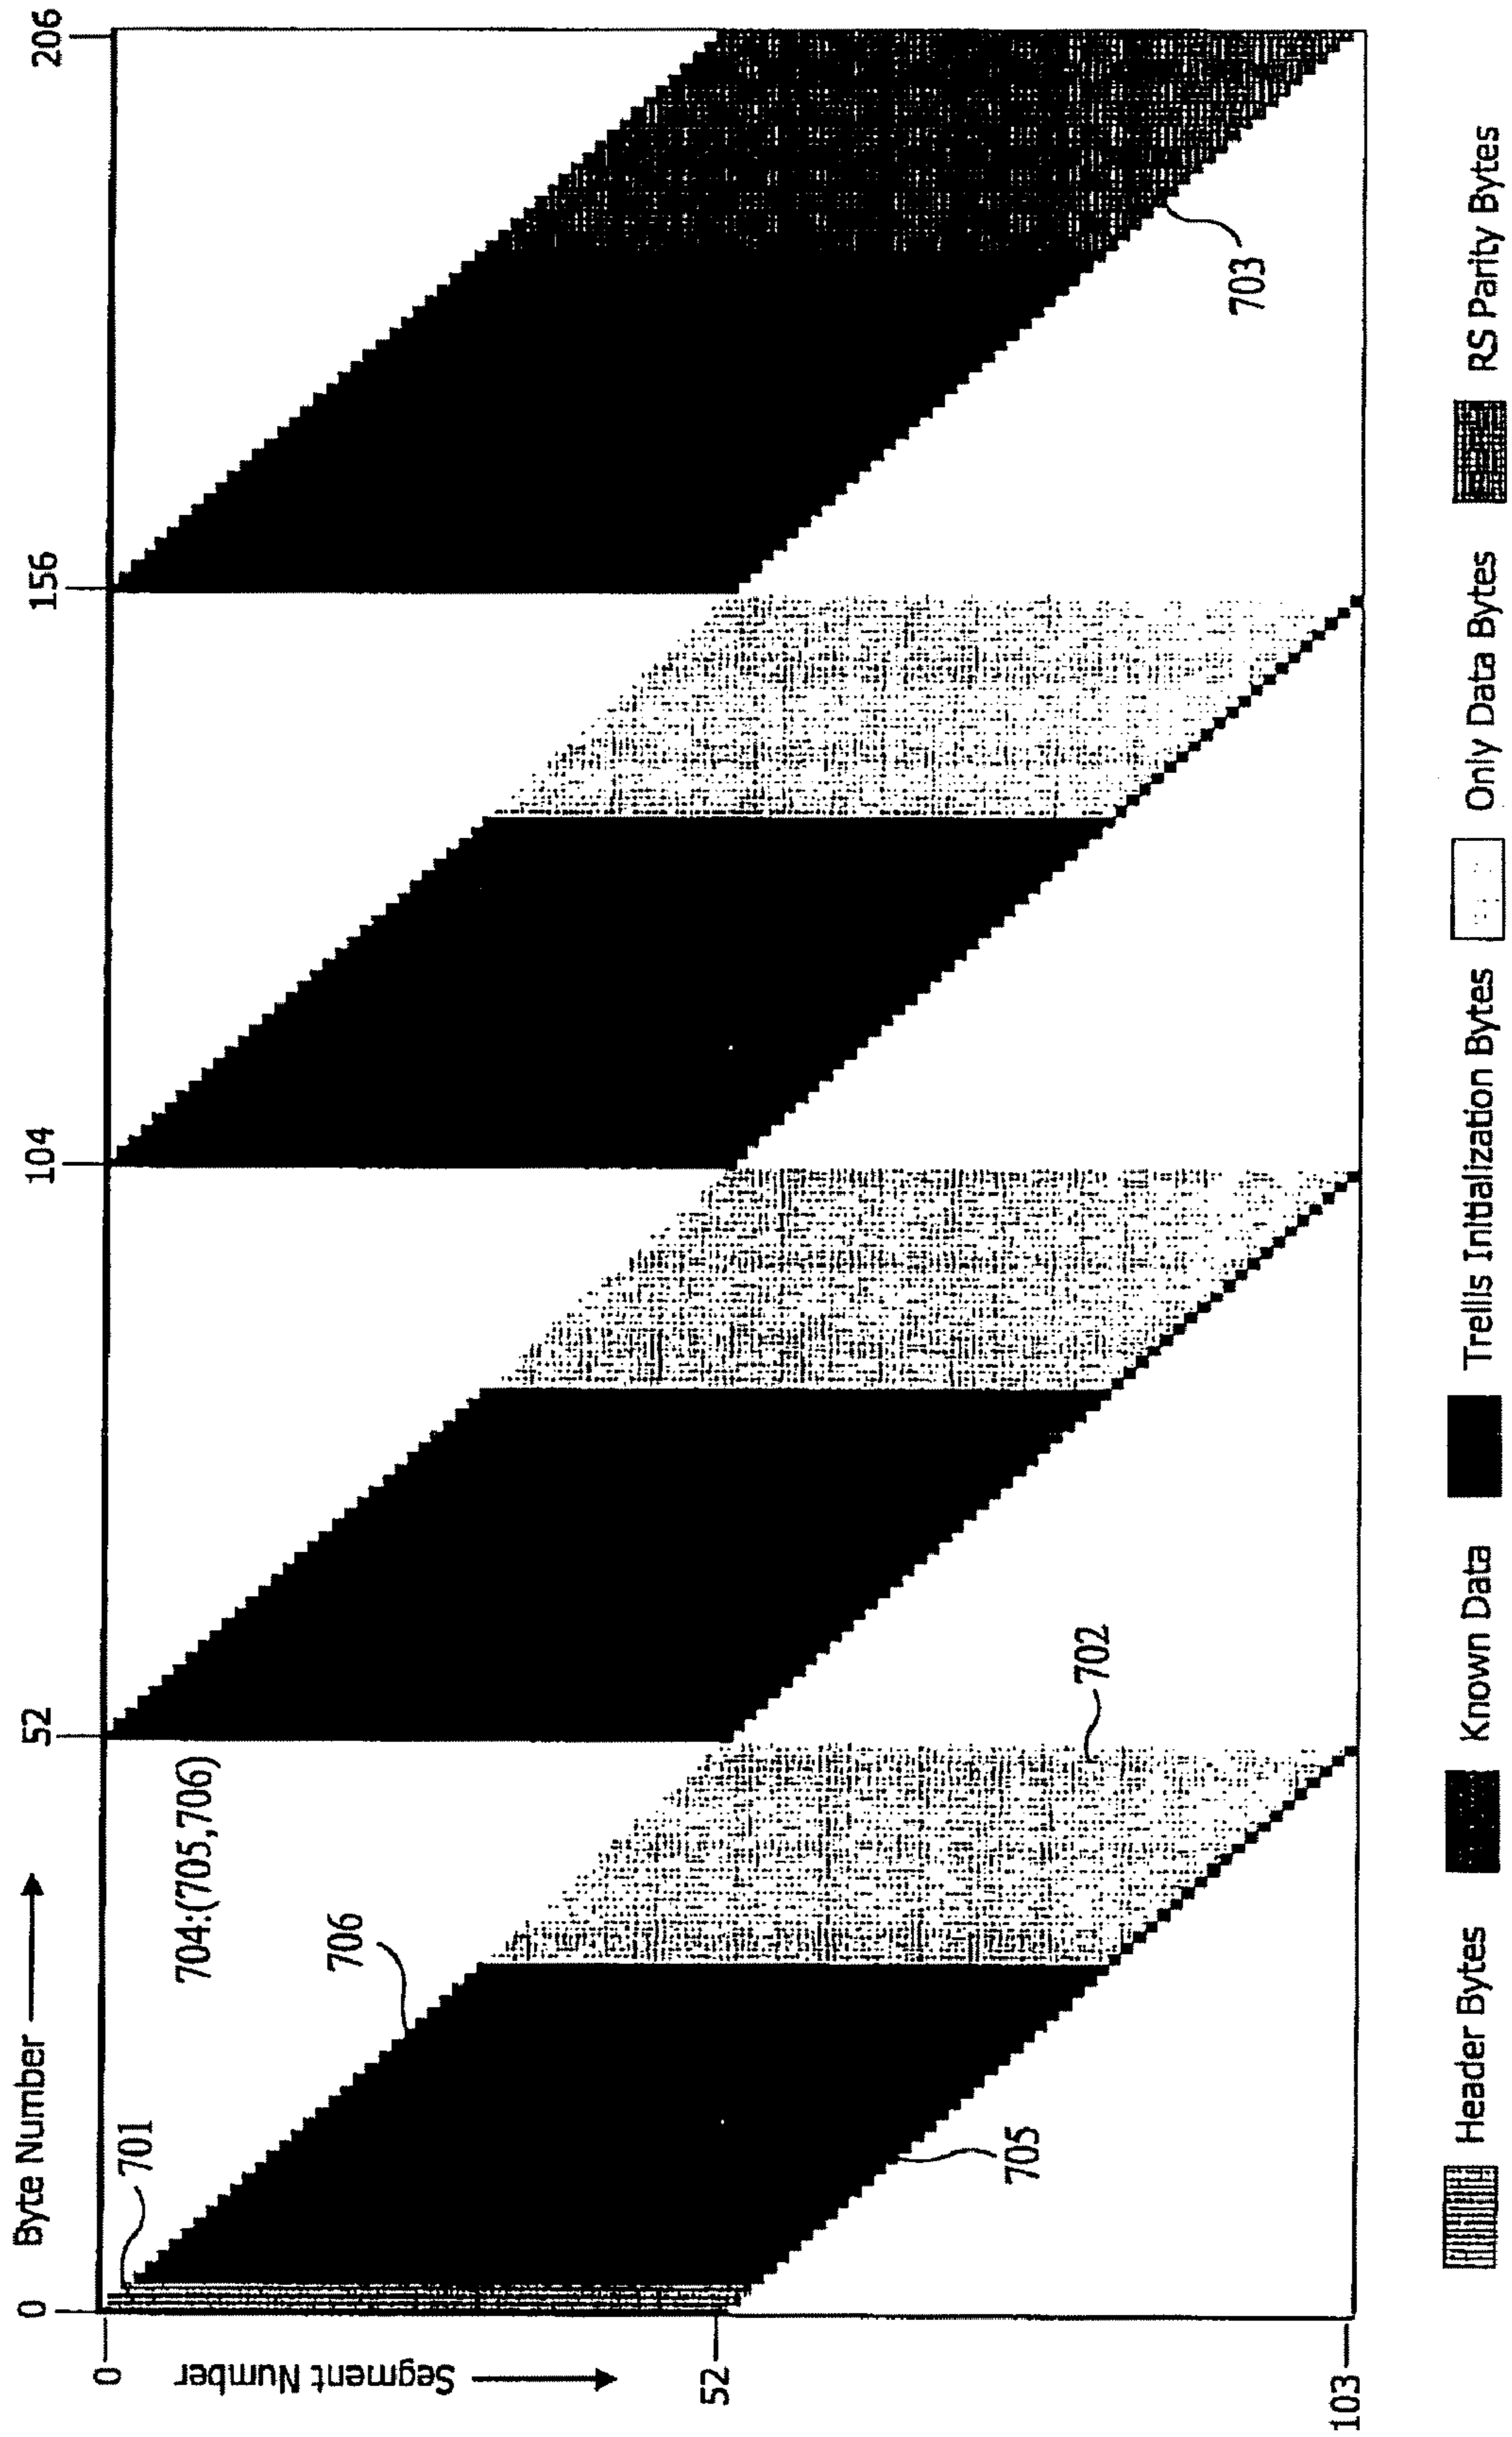 Byte Number
0
52
104
156
206
Segment Number
0
52
103
701
704:(705,706)
706
705
702
703
Header Bytes
Known Data
Trellis Initialization Bytes
Only Data Bytes
RS Parity Bytes